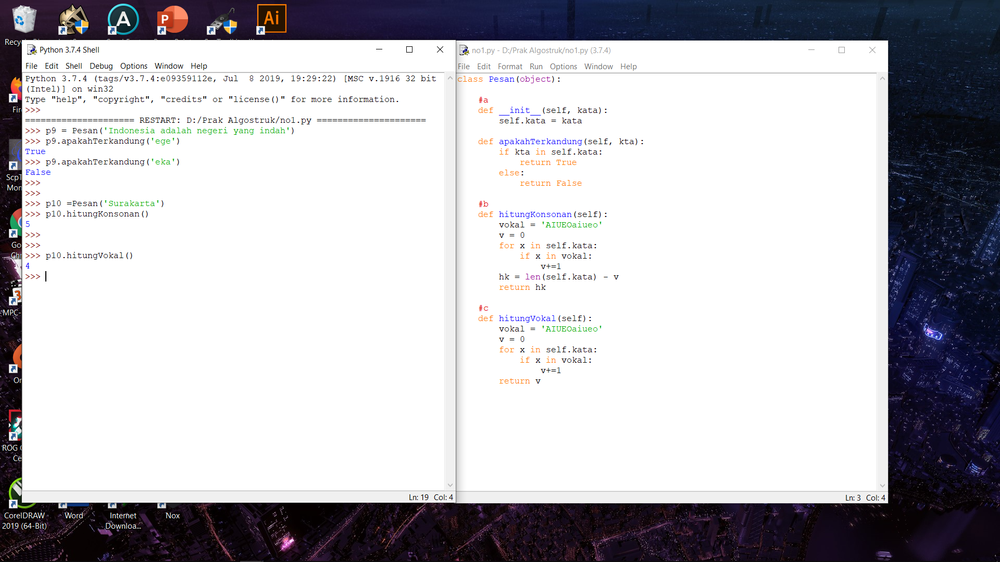 Python 3.7.4 Shell
File Edit Shell Debug Options Window Help
Python 3.7.4 (tags/v3.7.4:e09359112e, Jul  8 2019, 19:29:22) [MSC v.1916 32 bit
(Intel)] on win32
Type "help", "copyright", "credits" or "license()" for more information.
>>>
===================== RESTART: D:/Prak Algostruk/no1.py =====================
>>> p9 = Pesan('Indonesia adalah negeri yang indah')
>>> p9.apakahTerkandung('ege')
True
>>> p9.apakahTerkandung('eka')
False
>>>
>>>
>>> p10 =Pesan('Surakarta')
>>> p10.hitungKonsonan()
5
>>>
>>>
>>> p10.hitungVokal()
4
>>>
Ln: 19 Col: 4
no1.py - D:/Prak Algostruk/no1.py (3.7.4)
File Edit Format Run Options Window Help
class Pesan(object):
    #a
    def __init__(self, kata):
        self.kata = kata
    def apakahTerkandung(self, kta):
        if kta in self.kata:
            return True
        else:
            return False
    #b
    def hitungKonsonan(self):
        vokal = 'AIUEOaiueo'
        v = 0
        for x in self.kata:
            if x in vokal:
                v+=1
        hk = len(self.kata) - v
        return hk
    #c
    def hitungVokal(self):
        vokal = 'AIUEOaiueo'
        v = 0
        for x in self.kata:
            if x in vokal:
                v+=1
        return v
Ln: 3 Col: 4
A
P
Ai
MPC-
ROG
CorelDRAW
2019 (64-Bit)
Word
Internet
Downloa...
Nox